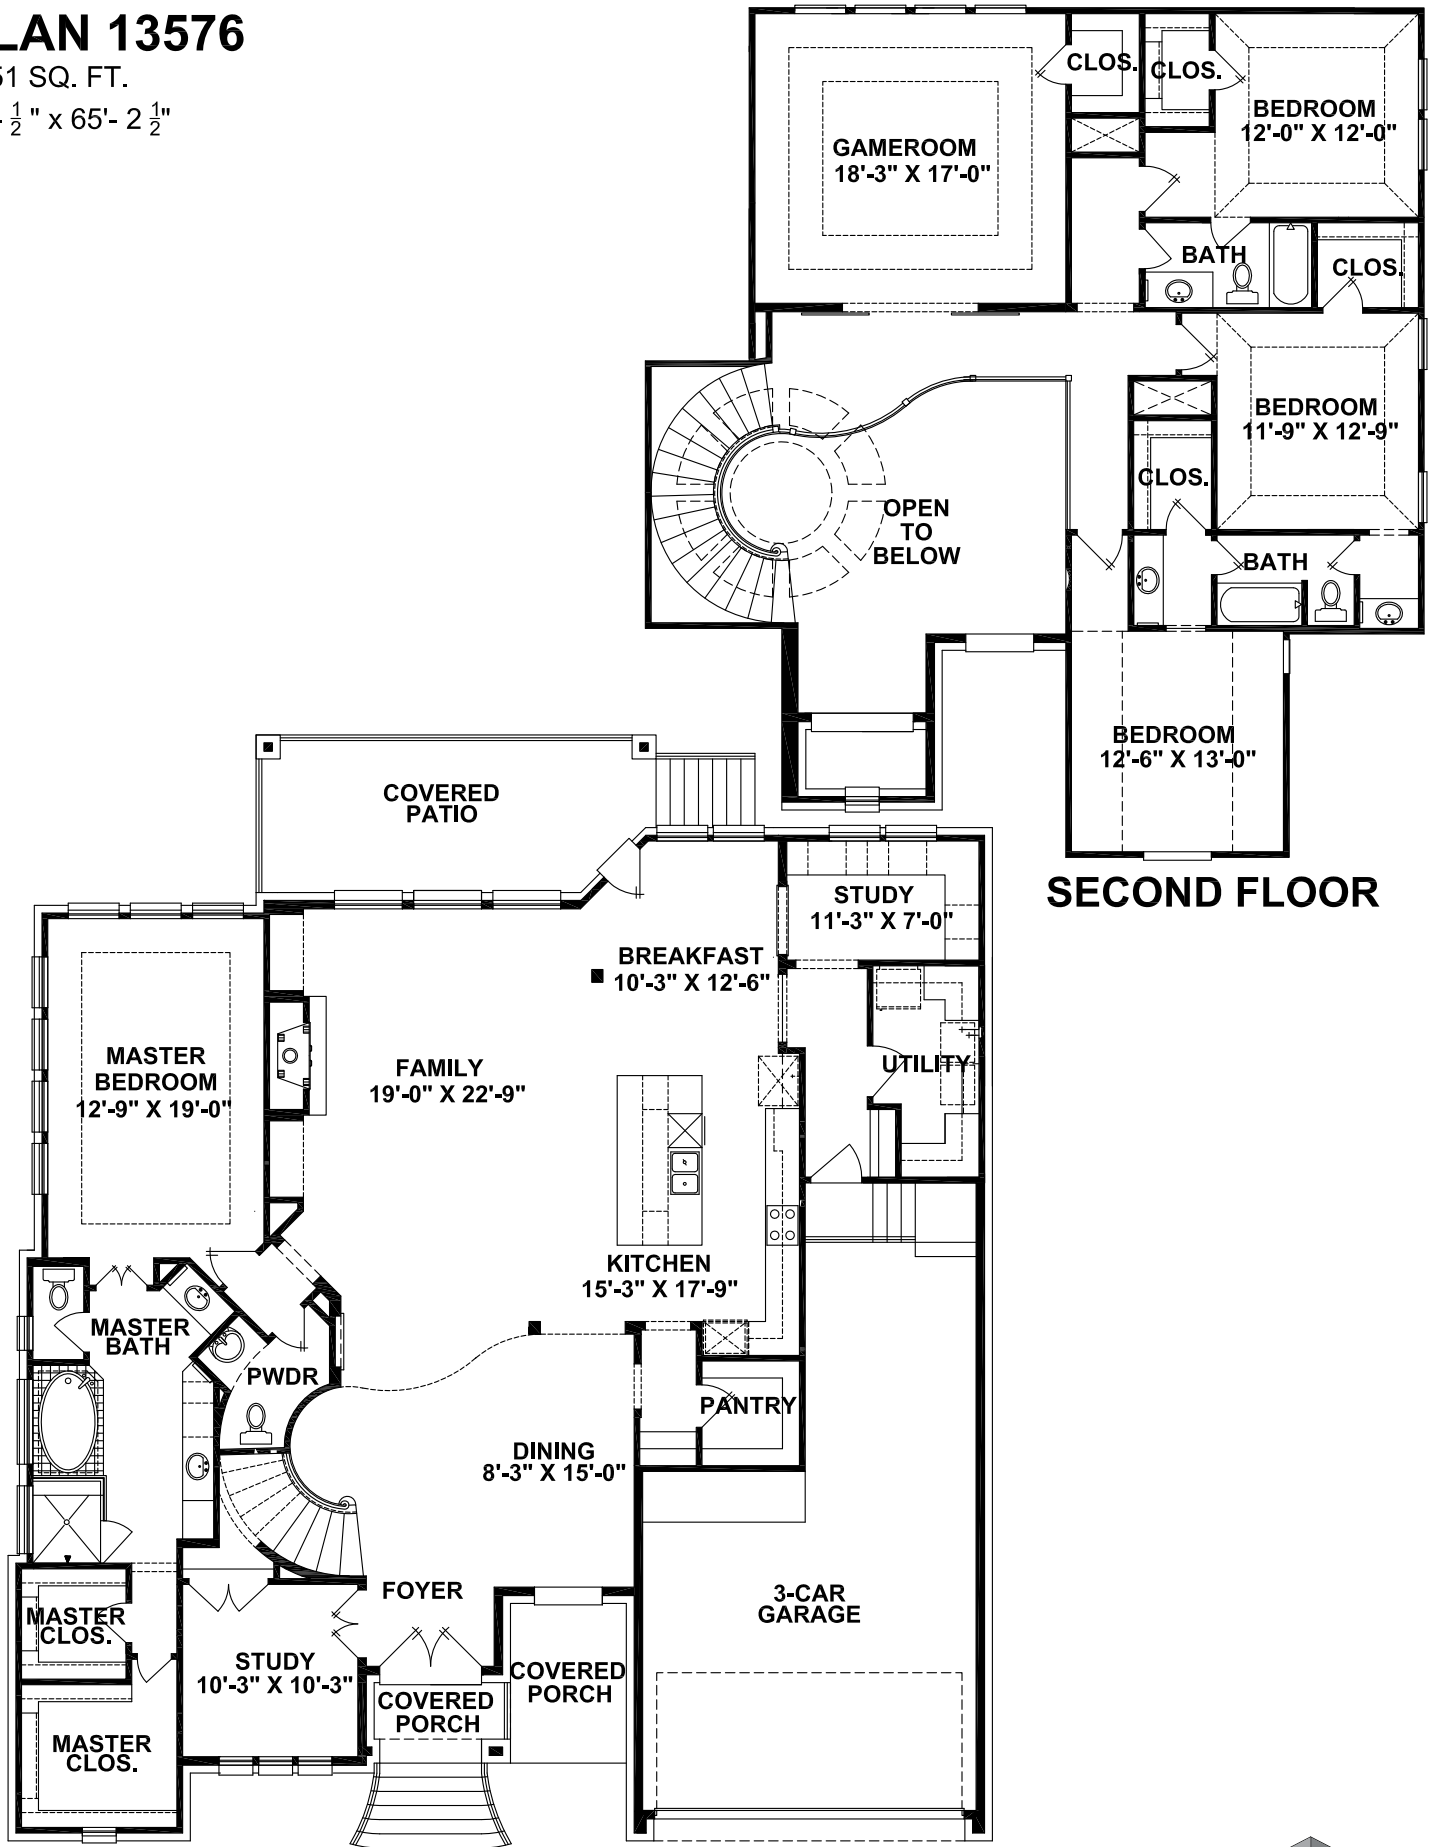 LAN 13576
51 SQ. FT.
- 1/2 " x 65'- 2 1/2"
CLOS.
CLOS.
BEDROOM
12'-0" X 12'-0"
GAMEROOM
18'-3" X 17'-0"
BATH
CLOS.
BEDROOM
11'-9" X 12'-9"
CLOS.
OPEN
TO
BELOW
BATH
BEDROOM
12'-6" X 13'-0"
SECOND FLOOR
COVERED
PATIO
STUDY
11'-3" X 7'-0"
BREAKFAST
10'-3" X 12'-6"
MASTER
BEDROOM
12'-9" X 19'-0"
FAMILY
19'-0" X 22'-9"
UTILITY
KITCHEN
15'-3" X 17'-9"
MASTER
BATH
PWDR
PANTRY
DINING
8'-3" X 15'-0"
FOYER
3-CAR
GARAGE
MASTER
CLOS.
STUDY
10'-3" X 10'-3"
COVERED
PORCH
COVERED
PORCH
MASTER
CLOS.